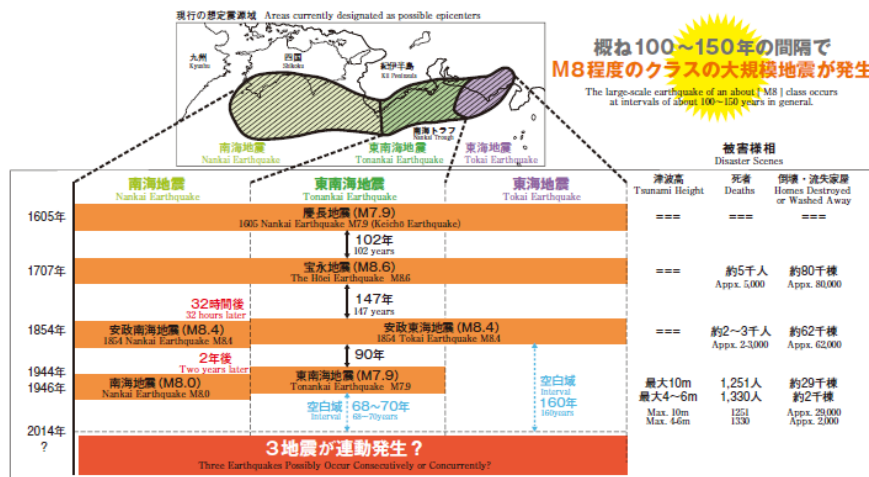 現行の想定震源域 Areas currently designated as possible epicenters
九州
Kyushu
四国
Shikoku
紀伊半島
Kii Peninsula
南海トラフ
Nankai Trough
南海地震
Nankai Earthquake
東南海地震
Tonankai Earthquake
東海地震
Tokai Earthquake
概ね100～150年の間隔で
M8程度のクラスの大規模地震が発生
The large-scale earthquake of an about [ M8 ] class occurs
at intervals of about 100~150 years in general.
被害様相
Disaster Scenes
南海地震
Nankai Earthquake
東南海地震
Tonankai Earthquake
東海地震
Tokai Earthquake
津波高
Tsunami Height
死者
Deaths
倒壊・流失家屋
Homes Destroyed
or Washed Away
1605年
慶長地震(M7.9)
1605 Nankai Earthquake M7.9 (Keichō Earthquake)
===
===
===
102年
102 years
1707年
宝永地震(M8.6)
The Hōei Earthquake M8.6
===
約5千人
Appx. 5,000
約80千棟
Appx. 80,000
32時間後
32 hours later
147年
147 years
1854年
安政南海地震(M8.4)
1854 Nankai Earthquake M8.4
安政東海地震(M8.4)
1854 Tokai Earthquake M8.4
===
約2～3千人
Appx. 2-3,000
約62千棟
Appx. 62,000
2年後
Two years later
90年
1944年
1946年
南海地震(M8.0)
Nankai Earthquake M8.0
東南海地震(M7.9)
Tonankai Earthquake M7.9
空白域
Interval
68～70年
68~70years
空白域
Interval
160年
160years
最大10m
1,251人
約29千棟
最大4～6m
1,330人
約2千棟
Max. 10m
1251
Appx. 29,000
Max. 4-6m
1330
Appx. 2,000
2014年
?
3地震が連動発生？
Three Earthquakes Possibly Occur Consecutively or Concurrently?